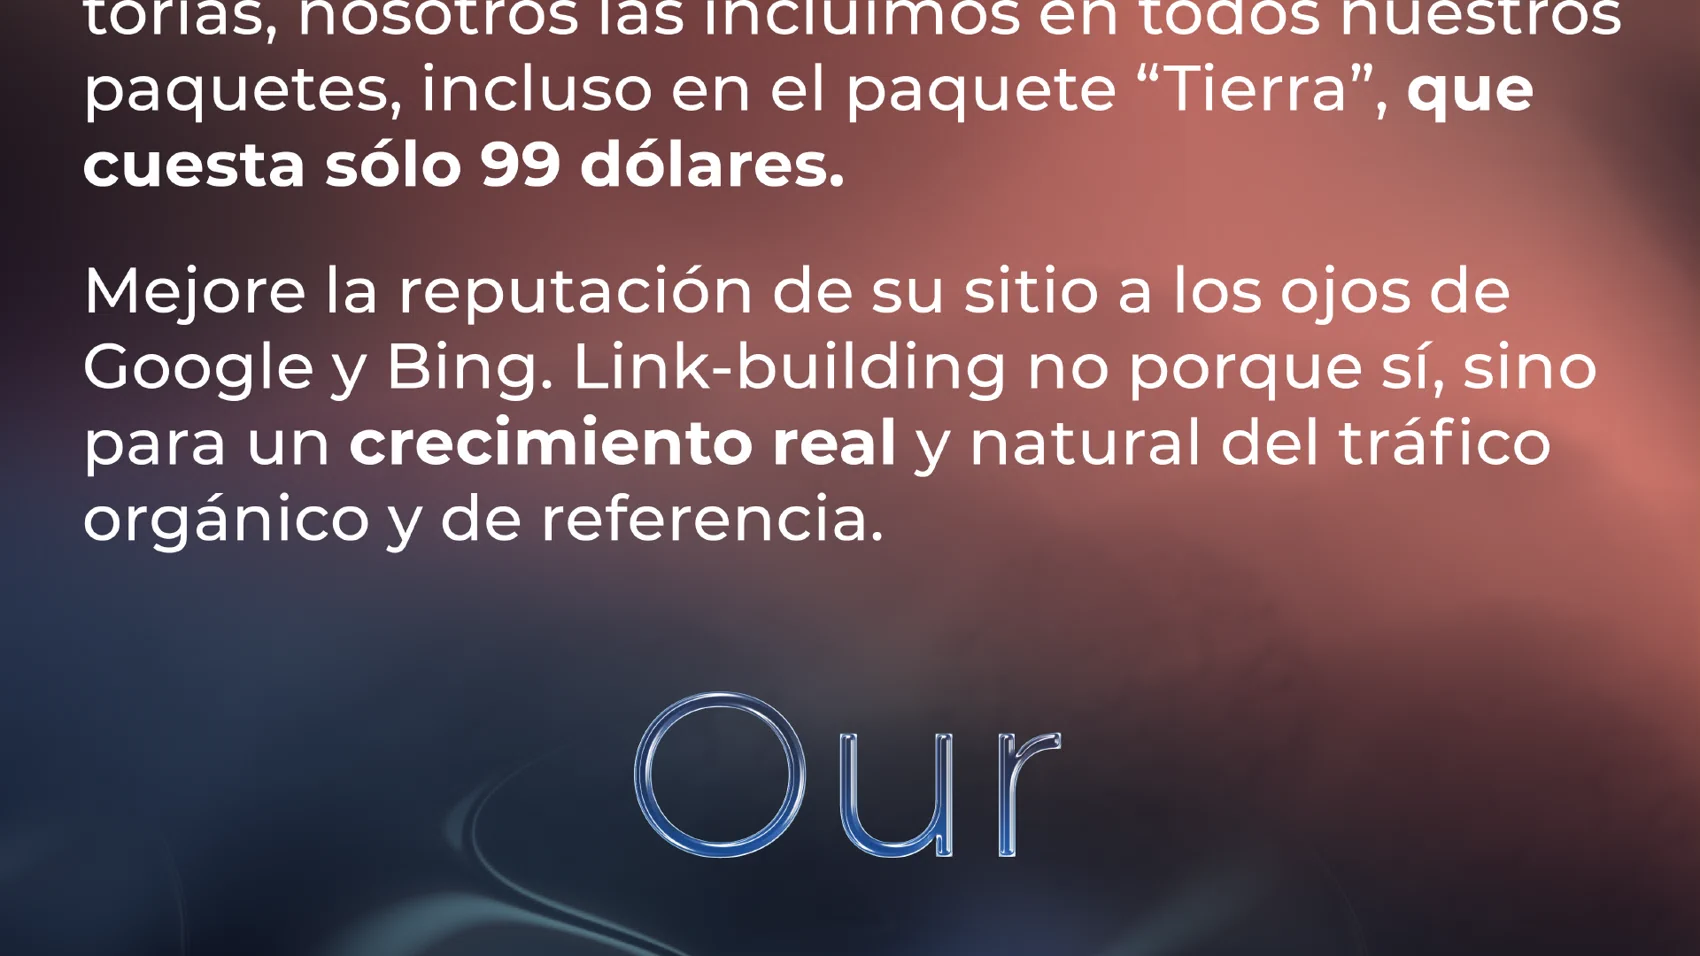 torias, nosotros las incluimos en todos nuestros
paquetes, incluso en el paquete “Tierra”, que
cuesta sólo 99 dólares.
Mejore la reputación de su sitio a los ojos de
Google y Bing. Link-building no porque sí, sino
para un crecimiento real y natural del tráfico
orgánico y de referencia.
Our